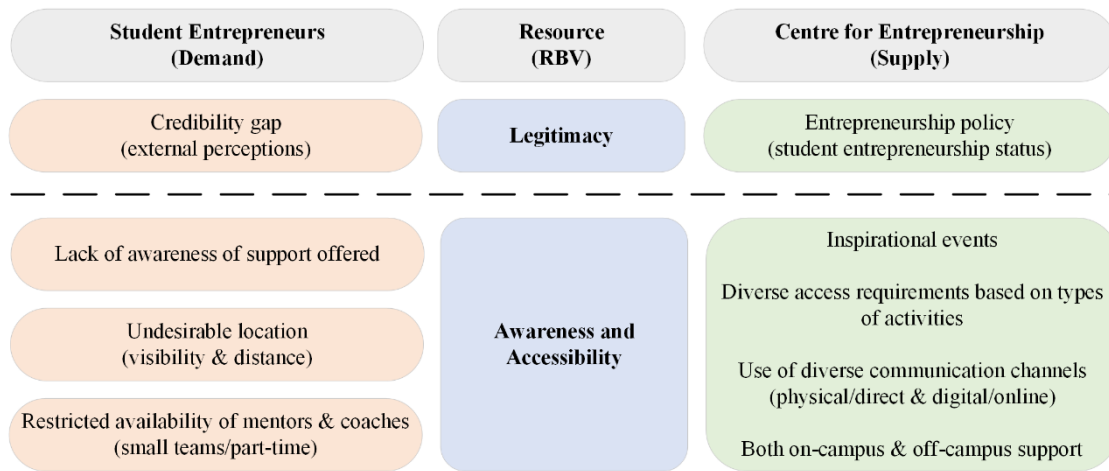 Student Entrepreneurs
(Demand)
Resource
(RBV)
Centre for Entrepreneurship
(Supply)
Credibility gap
(external perceptions)
Legitimacy
Entrepreneurship policy
(student entrepreneurship status)
Lack of awareness of support offered
Undesirable location
(visibility & distance)
Restricted availability of mentors & coaches
(small teams/part-time)
Awareness and
Accessibility
Inspirational events
Diverse access requirements based on types
of activities
Use of diverse communication channels
(physical/direct & digital/online)
Both on-campus & off-campus support